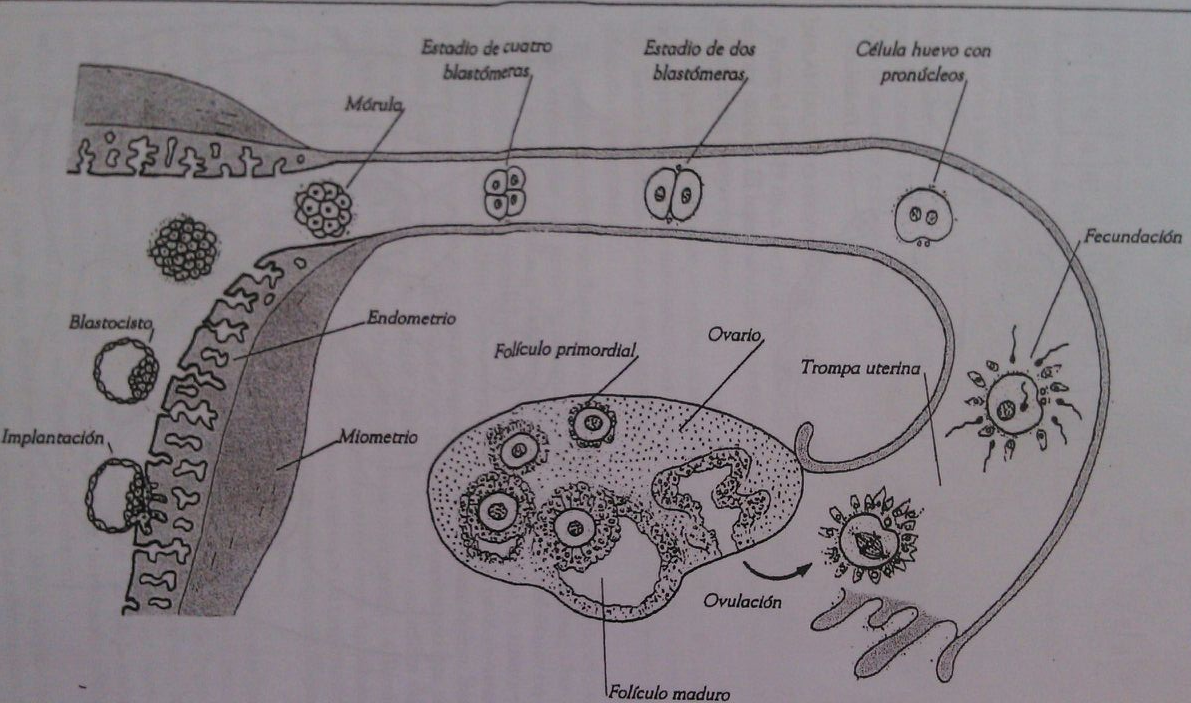 Estadio de cuatro
blastómeras
Estadio de dos
blastómeras
Célula huevo con
pronúcleos
Mórula
Fecundación
Blastocisto
Endometrio
Folículo primordial
Ovario
Trompa uterina
Implantación
Miometrio
Ovulación
Folículo maduro